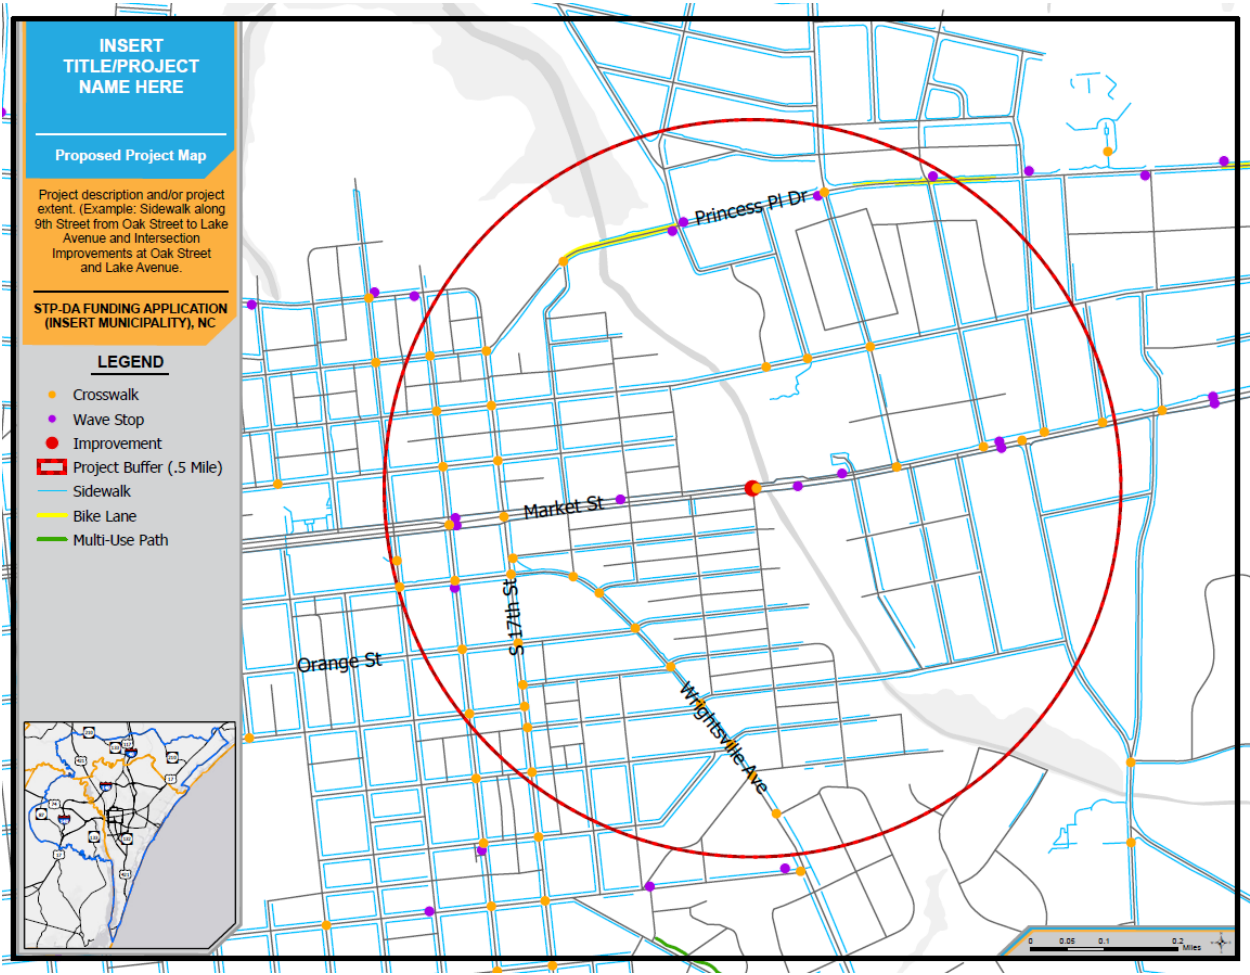 INSERT
TITLE/PROJECT
NAME HERE
Proposed Project Map
Project description and/or project
extent. (Example: Sidewalk along
9th Street from Oak Street to Lake
Avenue and Intersection
Improvements at Oak Street
and Lake Avenue.
STP-DA FUNDING APPLICATION
(INSERT MUNICIPALITY), NC
LEGEND
Crosswalk
Wave Stop
Improvement
Project Buffer (.5 Mile)
Sidewalk
Bike Lane
Multi-Use Path
Princess Pl Dr
Market St
S 17th St
Orange St
Wrightsville Ave
0 0.05 0.1 0.2
Miles